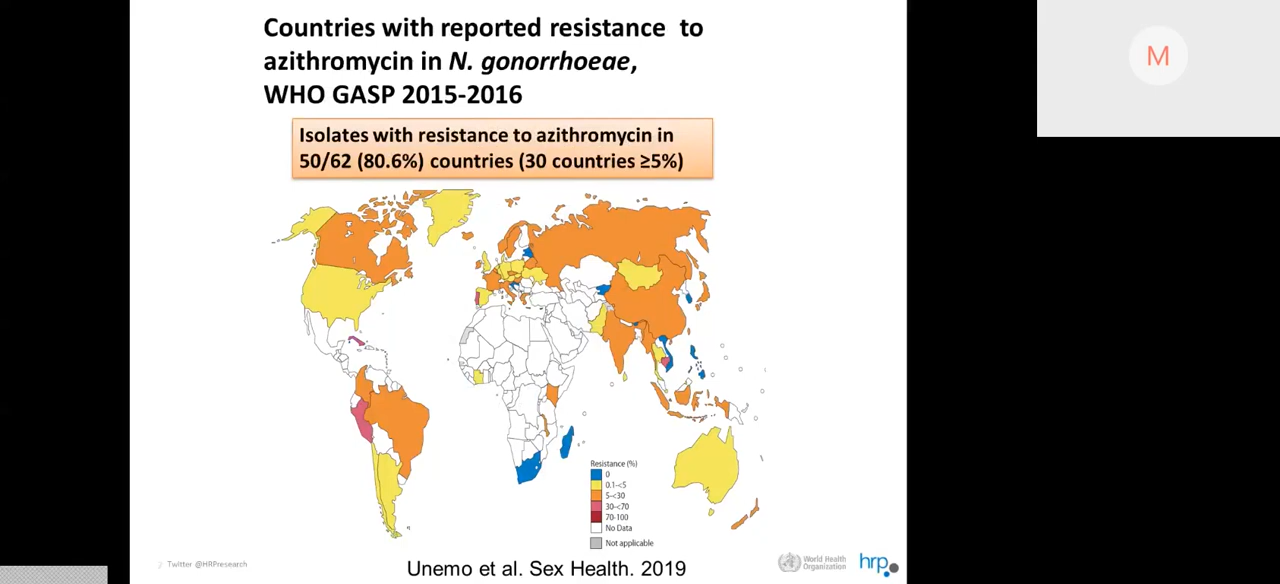 Countries with reported resistance to
azithromycin in N. gonorrhoeae,
WHO GASP 2015-2016
Isolates with resistance to azithromycin in
50/62 (80.6%) countries (30 countries ≥5%)
M
Resistance (%)
0
0.1-<5
5-<30
30-<70
70-100
No Data
Not applicable
Twitter @HRPresearch
Unemo et al. Sex Health. 2019
World Health
Organization
hrp